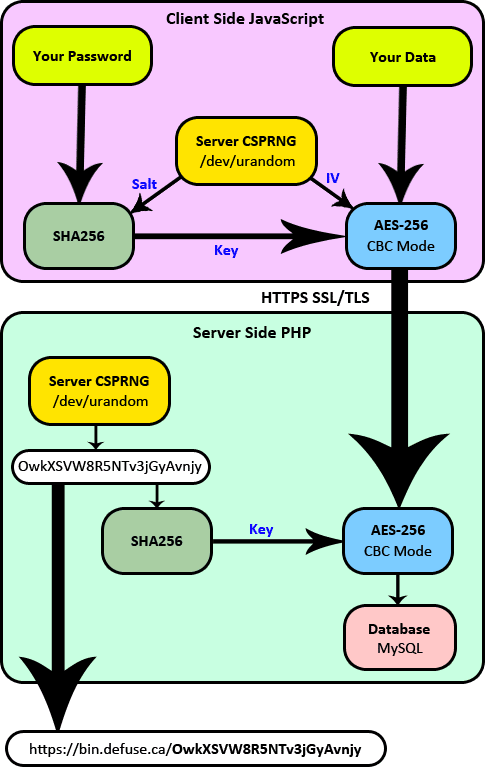 Client Side JavaScript
Your Password
Your Data
Server CSPRNG
/dev/urandom
Salt
IV
SHA256
Key
AES-256
CBC Mode
HTTPS SSL/TLS
Server Side PHP
Server CSPRNG
/dev/urandom
OwkXSVW8R5NTv3jGyAvnjy
SHA256
Key
AES-256
CBC Mode
Database
MySQL
https://bin.defuse.ca/OwkXSVW8R5NTv3jGyAvnjy